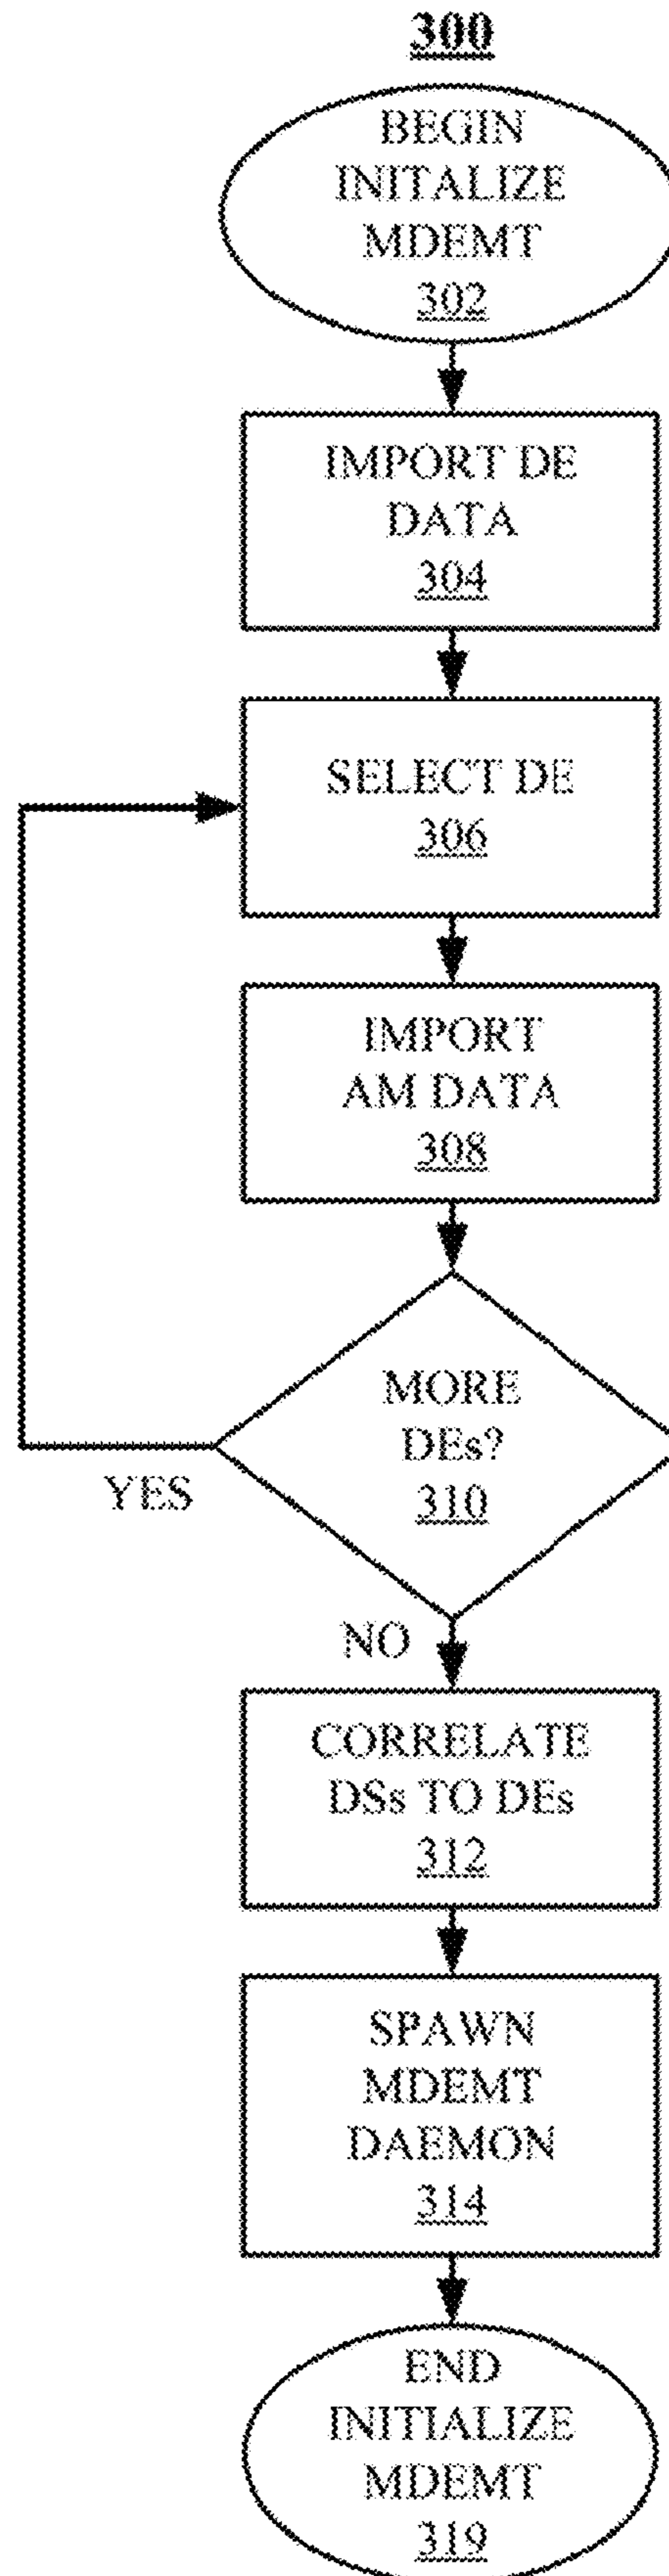 300
BEGIN
INITALIZE
MDEMT
302
IMPORT DE
DATA
304
SELECT DE
306
IMPORT
AM DATA
308
MORE
DEs?
310
YES
NO
CORRELATE
DSs TO DEs
312
SPAWN
MDEMT
DAEMON
314
END
INITIALIZE
MDEMT
319